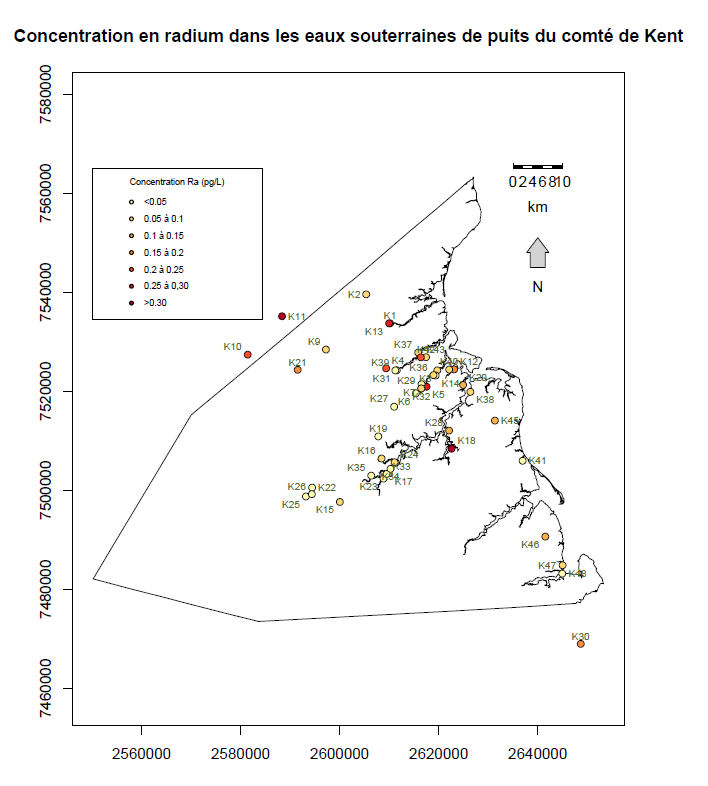 Concentration en radium dans les eaux souterraines de puits du comté de Kent
7580000
7560000
7540000
7520000
7500000
7480000
7460000
Concentration Ra (pg/L)
<0.05
0.05 à 0.1
0.1 à 0.15
0.15 à 0.2
0.2 à 0.25
0.25 à 0,30
>0.30
0 2 4 6 8 10
km
N
K2
K11
K1
K13
K10
K9
K37
K43
K21
K39
K4
K36
K12
K31
K29
K14
K20
K7
K32
K5
K38
K27
K6
K19
K28
K45
K18
K16
K24
K41
K35
K33
K34
K26
K22
K23
K17
K25
K15
K46
K47
K48
K30
2560000 2580000 2600000 2620000 2640000